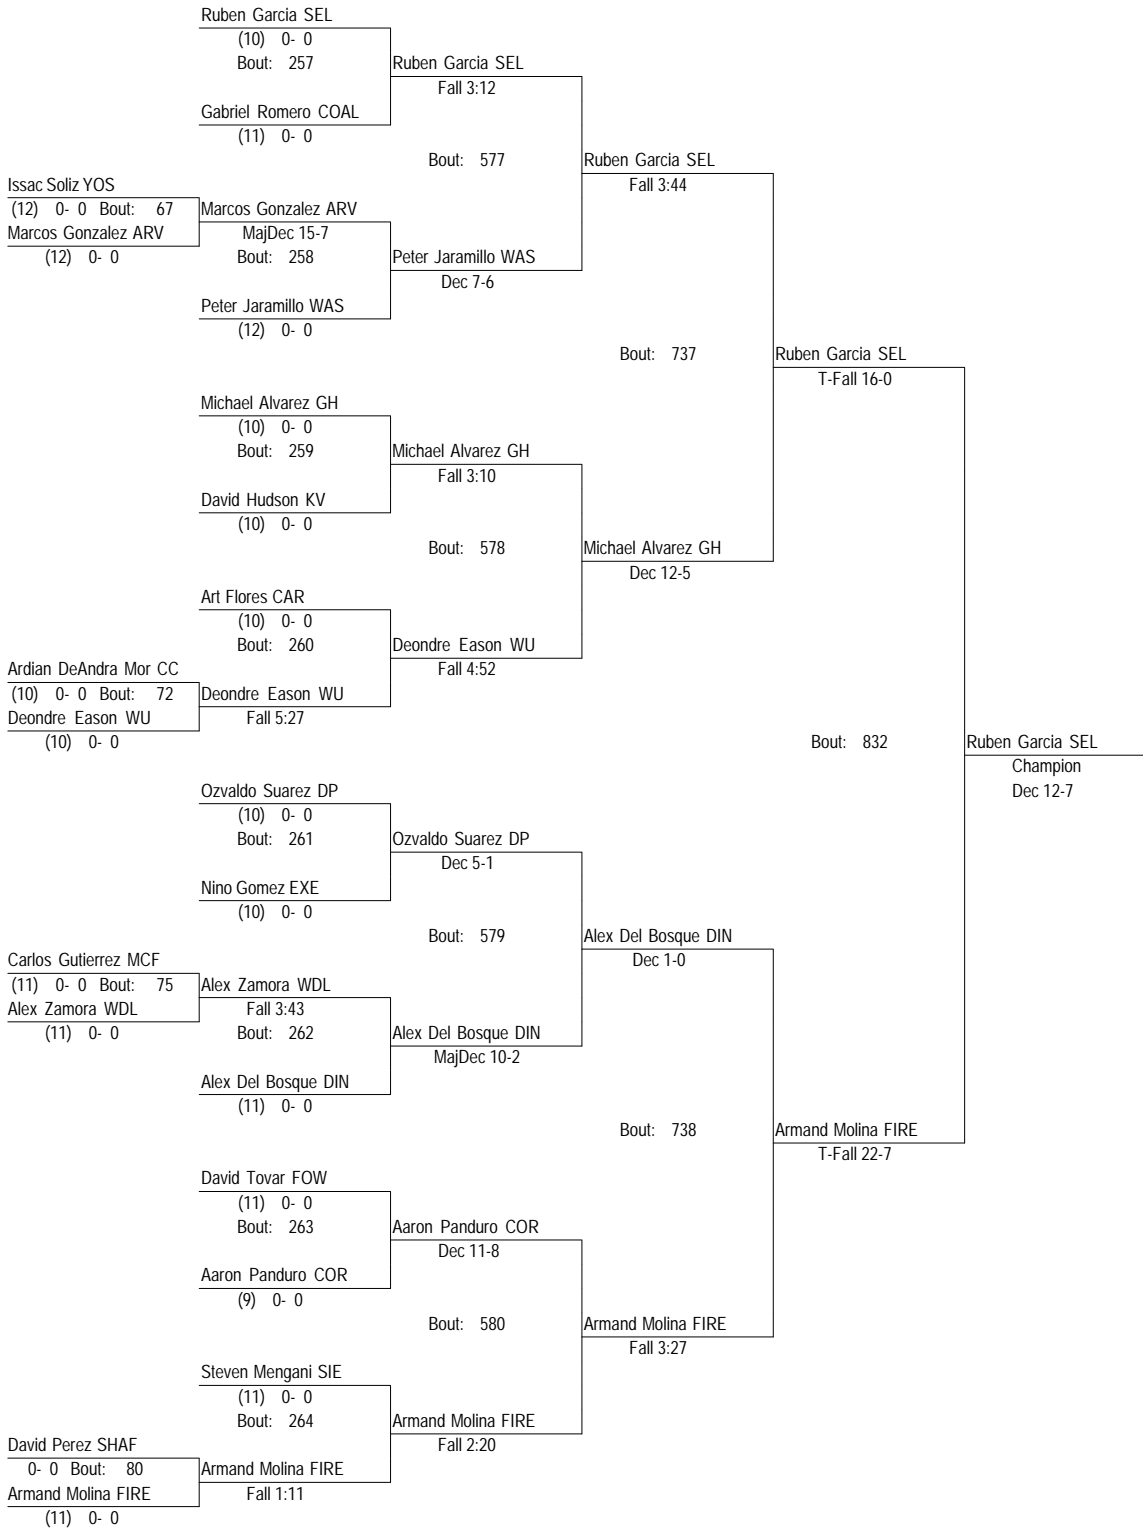 Ruben Garcia SEL
(10) 0- 0
Bout: 257
Ruben Garcia SEL
Fall 3:12
Gabriel Romero COAL
(11) 0- 0
Bout: 577
Ruben Garcia SEL
Fall 3:44
Issac Soliz YOS
(12) 0- 0 Bout: 67
Marcos Gonzalez ARV
Marcos Gonzalez ARV
MajDec 15-7
(12) 0- 0
Bout: 258
Peter Jaramillo WAS
Dec 7-6
Peter Jaramillo WAS
(12) 0- 0
Bout: 737
Ruben Garcia SEL
T-Fall 16-0
Michael Alvarez GH
(10) 0- 0
Bout: 259
Michael Alvarez GH
Fall 3:10
David Hudson KV
(10) 0- 0
Bout: 578
Michael Alvarez GH
Dec 12-5
Art Flores CAR
(10) 0- 0
Bout: 260
Deondre Eason WU
Fall 4:52
Ardian DeAndra Mor CC
(10) 0- 0 Bout: 72
Deondre Eason WU
Deondre Eason WU
Fall 5:27
(10) 0- 0
Bout: 832
Ruben Garcia SEL
Champion
Dec 12-7
Ozvaldo Suarez DP
(10) 0- 0
Bout: 261
Ozvaldo Suarez DP
Dec 5-1
Nino Gomez EXE
(10) 0- 0
Bout: 579
Alex Del Bosque DIN
Dec 1-0
Carlos Gutierrez MCF
(11) 0- 0 Bout: 75
Alex Zamora WDL
Alex Zamora WDL
Fall 3:43
(11) 0- 0
Bout: 262
Alex Del Bosque DIN
MajDec 10-2
Alex Del Bosque DIN
(11) 0- 0
Bout: 738
Armand Molina FIRE
T-Fall 22-7
David Tovar FOW
(11) 0- 0
Bout: 263
Aaron Panduro COR
Dec 11-8
Aaron Panduro COR
(9) 0- 0
Bout: 580
Armand Molina FIRE
Fall 3:27
Steven Mengani SIE
(11) 0- 0
Bout: 264
Armand Molina FIRE
Fall 2:20
David Perez SHAF
0- 0 Bout: 80
Armand Molina FIRE
Armand Molina FIRE
Fall 1:11
(11) 0- 0